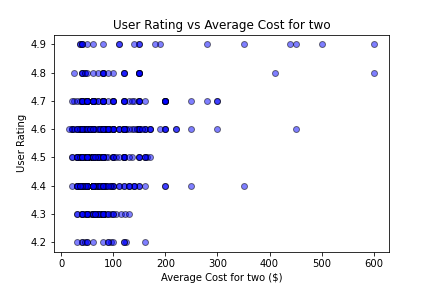 User Rating vs Average Cost for two
User Rating
4.9
4.8
4.7
4.6
4.5
4.4
4.3
4.2
0 100 200 300 400 500 600
Average Cost for two ($)